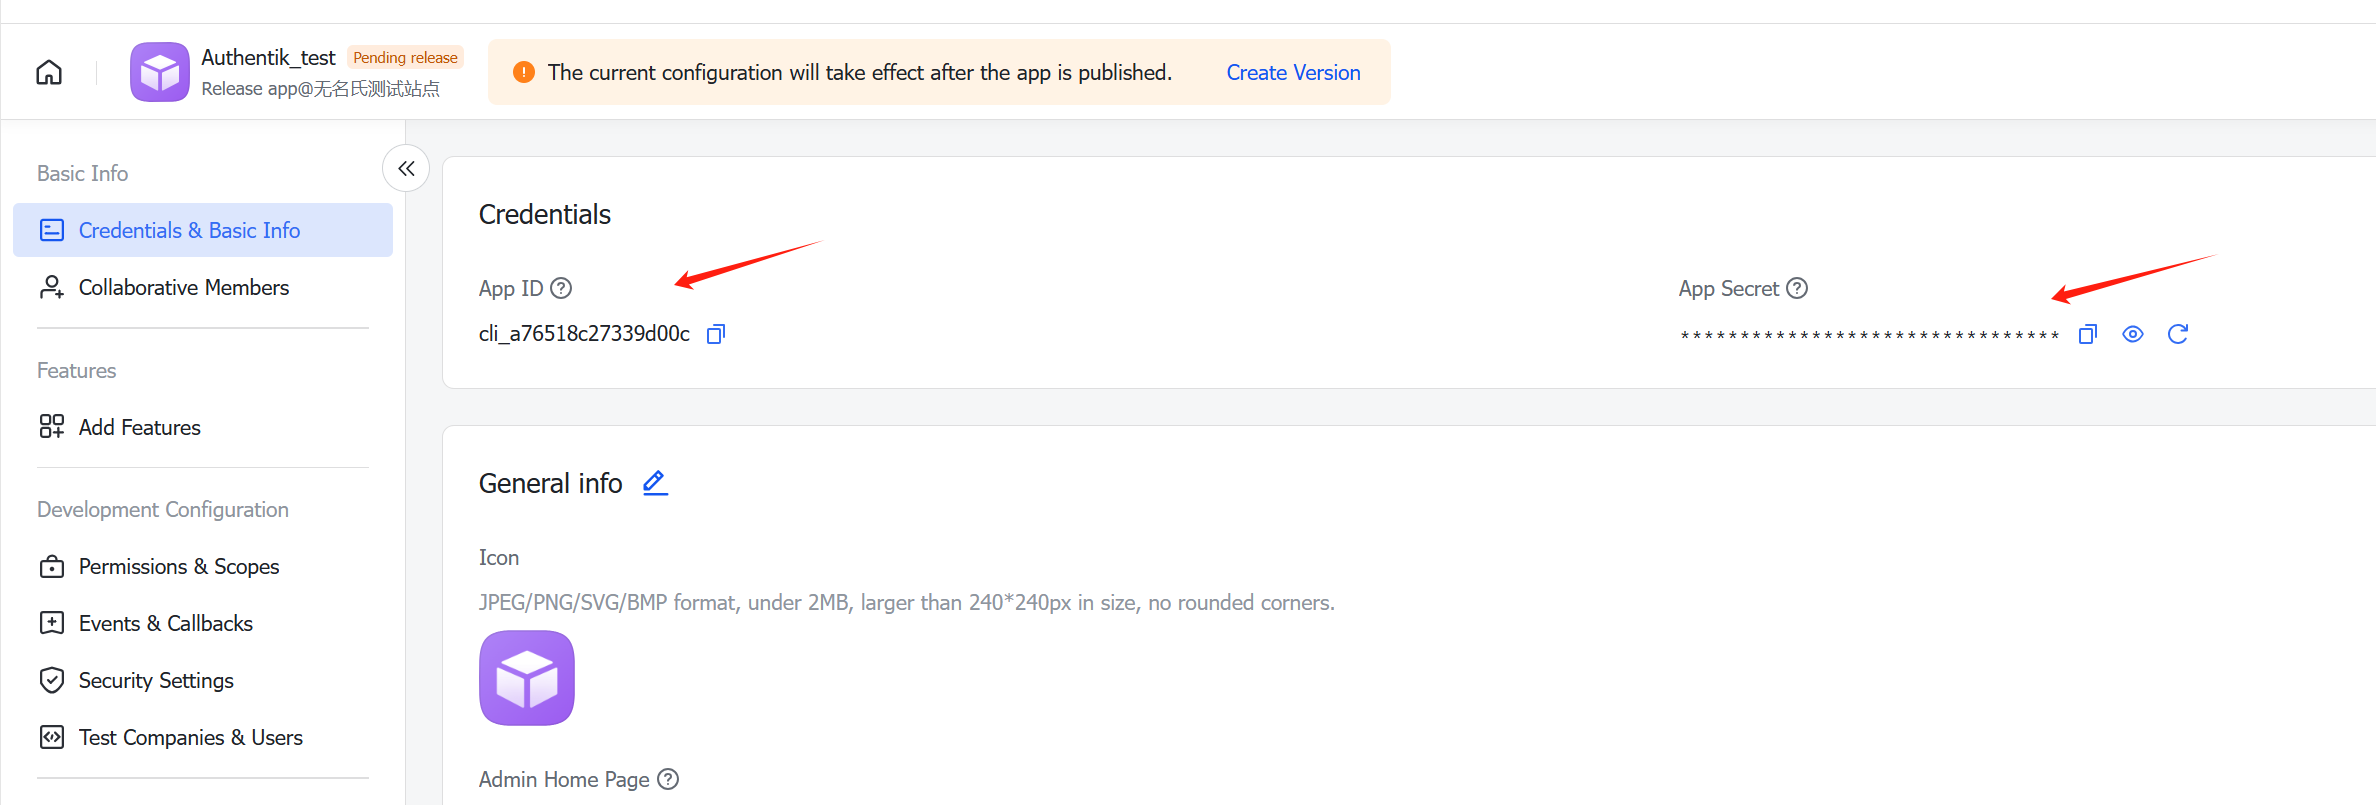 Authentik_test Pending release
Release app@无名氏测试站点
The current configuration will take effect after the app is published. Create Version
Basic Info
Credentials & Basic Info
Collaborative Members
Features
Add Features
Development Configuration
Permissions & Scopes
Events & Callbacks
Security Settings
Test Companies & Users
Credentials
App ID
cli_a76518c27339d00c
App Secret
********************************
General info
Icon
JPEG/PNG/SVG/BMP format, under 2MB, larger than 240*240px in size, no rounded corners.
Admin Home Page